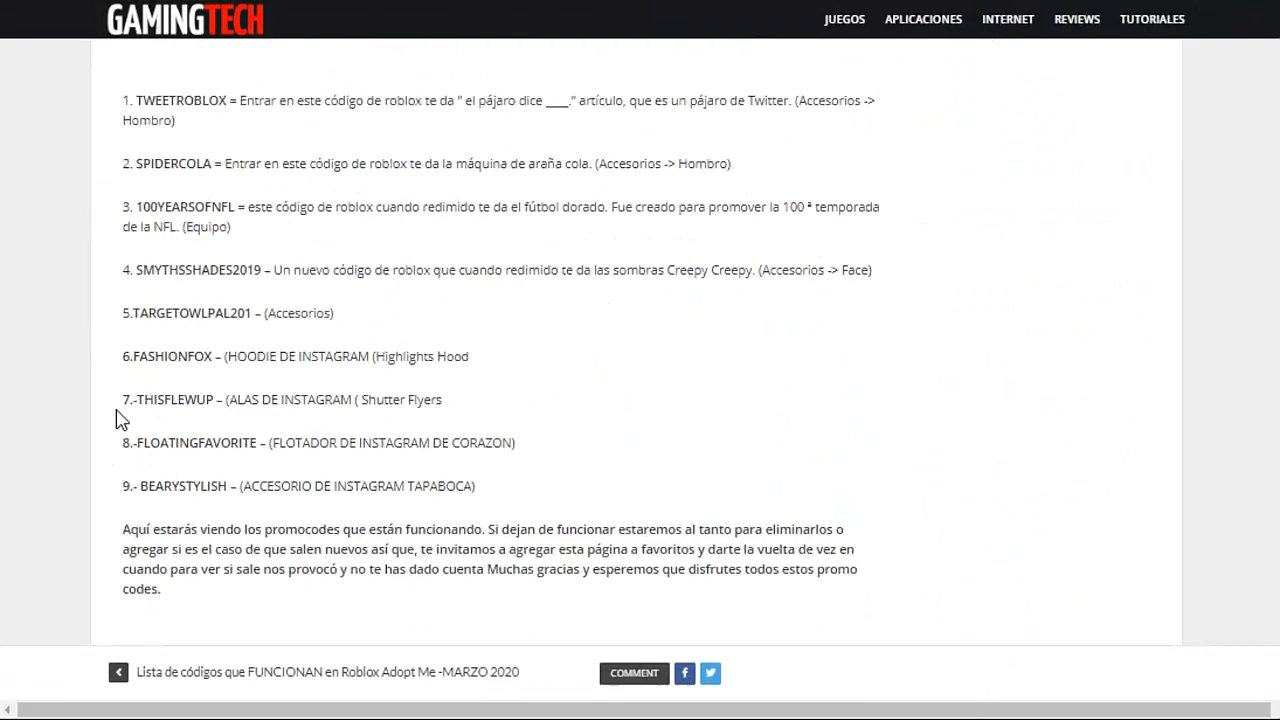 GAMINGTECH
JUEGOS APLICACIONES INTERNET REVIEWS TUTORIALES
1. TWEETROBLOX = Entrar en este código de roblox te da " el pájaro dice ____." artículo, que es un pájaro de Twitter. (Accesorios ->
Hombro)
2. SPIDERCOLA = Entrar en este código de roblox te da la máquina de araña cola. (Accesorios -> Hombro)
3. 100YEARSOFNFL = este código de roblox cuando redimido te da el fútbol dorado. Fue creado para promover la 100 ª temporada
de la NFL. (Equipo)
4. SMYTHSSHADES2019 – Un nuevo código de roblox que cuando redimido te da las sombras Creepy Creepy. (Accesorios -> Face)
5.TARGETOWLPAL201 – (Accesorios)
6.FASHIONFOX – (HOODIE DE INSTAGRAM (Highlights Hood
7.-THISFLEWUP – (ALAS DE INSTAGRAM ( Shutter Flyers
8.-FLOATINGFAVORITE – (FLOTADOR DE INSTAGRAM DE CORAZON)
9.- BEARYSTYLISH – (ACCESORIO DE INSTAGRAM TAPABOCA)
Aquí estarás viendo los promocodes que están funcionando. Si dejan de funcionar estaremos al tanto para eliminarlos o
agregar si es el caso de que salen nuevos así que, te invitamos a agregar esta página a favoritos y darte la vuelta de vez en
cuando para ver si sale nos provocó y no te has dado cuenta Muchas gracias y esperemos que disfrutes todos estos promo
codes.
Lista de códigos que FUNCIONAN en Roblox Adopt Me -MARZO 2020
COMMENT